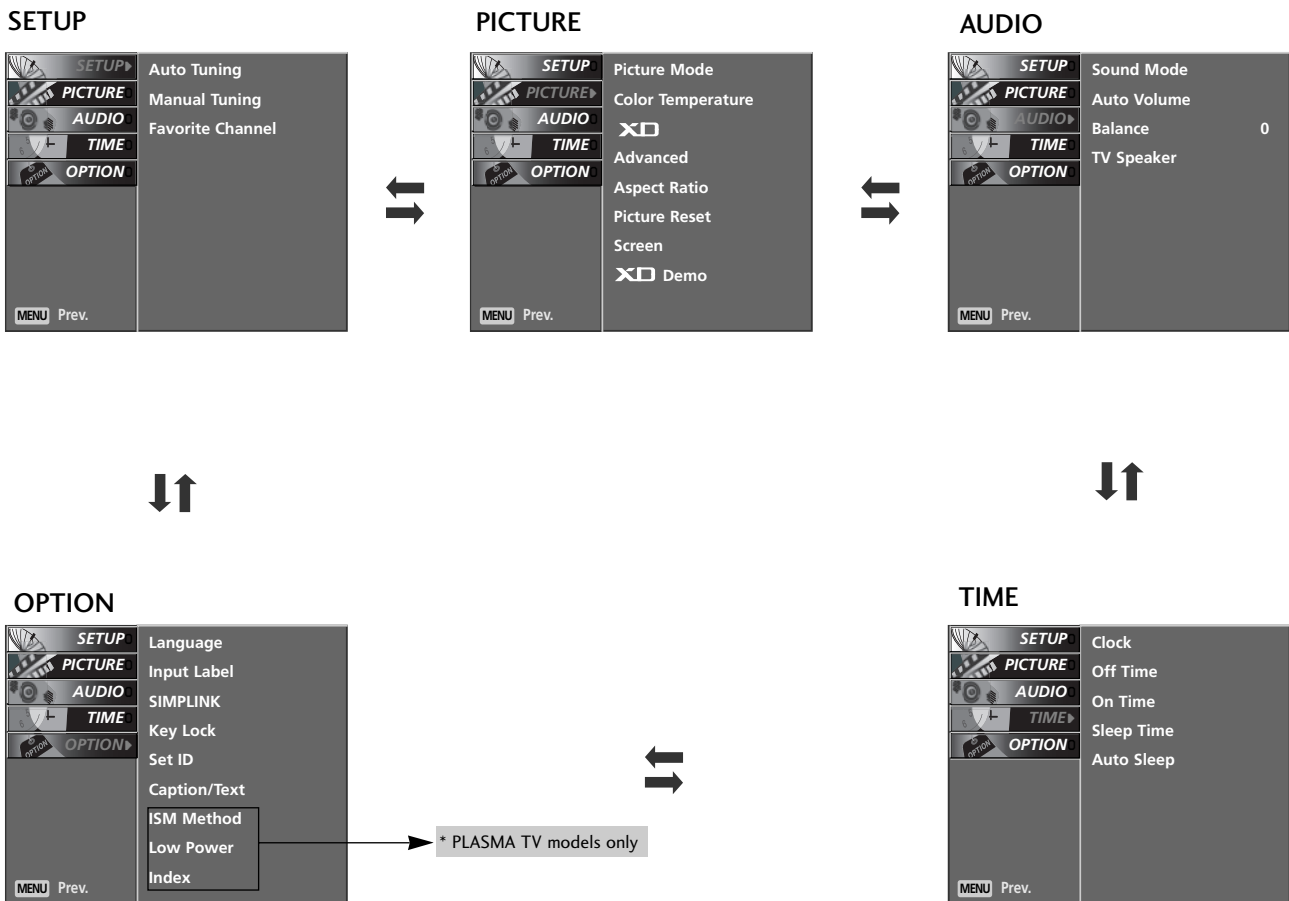 SETUP
SETUP
PICTURE
AUDIO
TIME
OPTION
OPTION
Auto Tuning
Manual Tuning
Favorite Channel
MENU Prev.
PICTURE
SETUP
PICTURE
AUDIO
TIME
OPTION
OPTION
Picture Mode
Color Temperature
XD
Advanced
Aspect Ratio
Picture Reset
Screen
XD Demo
MENU Prev.
AUDIO
SETUP
PICTURE
AUDIO
TIME
OPTION
OPTION
Sound Mode
Auto Volume
Balance 0
TV Speaker
MENU Prev.
OPTION
SETUP
PICTURE
AUDIO
TIME
OPTION
OPTION
Language
Input Label
SIMPLINK
Key Lock
Set ID
Caption/Text
ISM Method
Low Power
Index
* PLASMA TV models only
MENU Prev.
TIME
SETUP
PICTURE
AUDIO
TIME
OPTION
OPTION
Clock
Off Time
On Time
Sleep Time
Auto Sleep
MENU Prev.